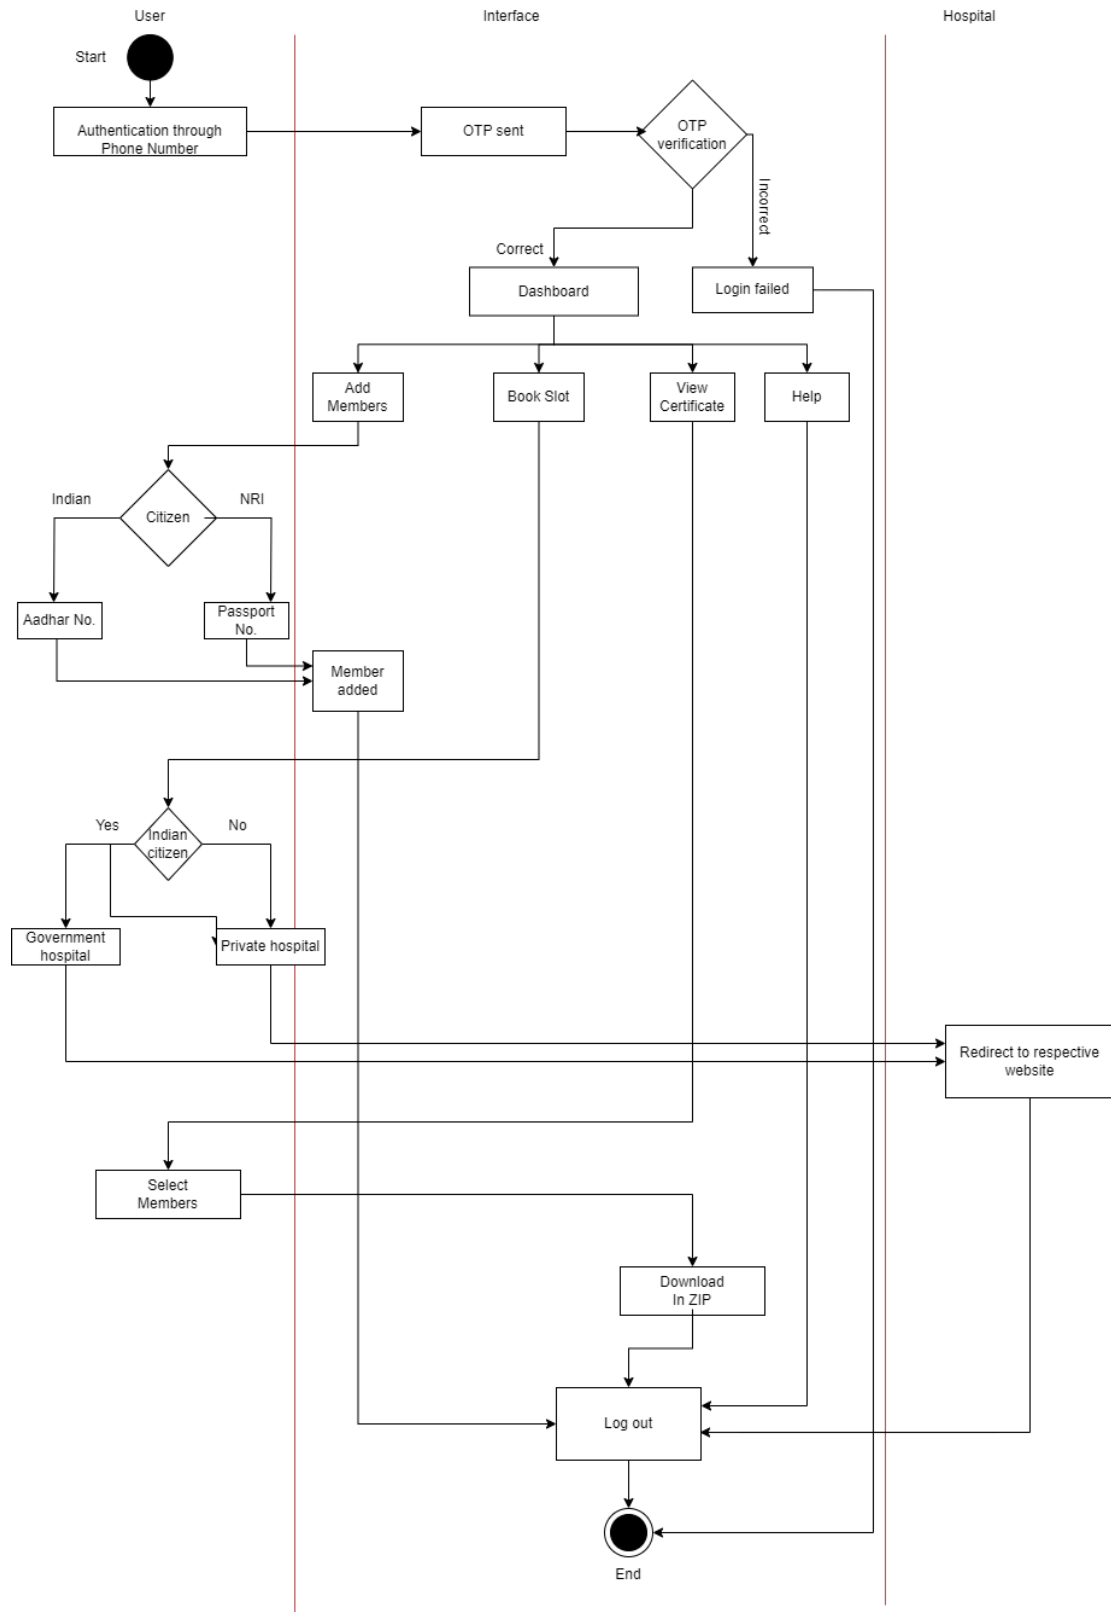 User
Interface
Hospital
Start
Authentication through
Phone Number
OTP sent
OTP
verification
Incorrect
Correct
Dashboard
Login failed
Add
Members
Book Slot
View
Certificate
Help
Indian
NRI
Citizen
Aadhar No.
Passport
No.
Member
added
Yes
No
Indian
citizen
Government
hospital
Private hospital
Redirect to respective
website
Select
Members
Download
In ZIP
Log out
End